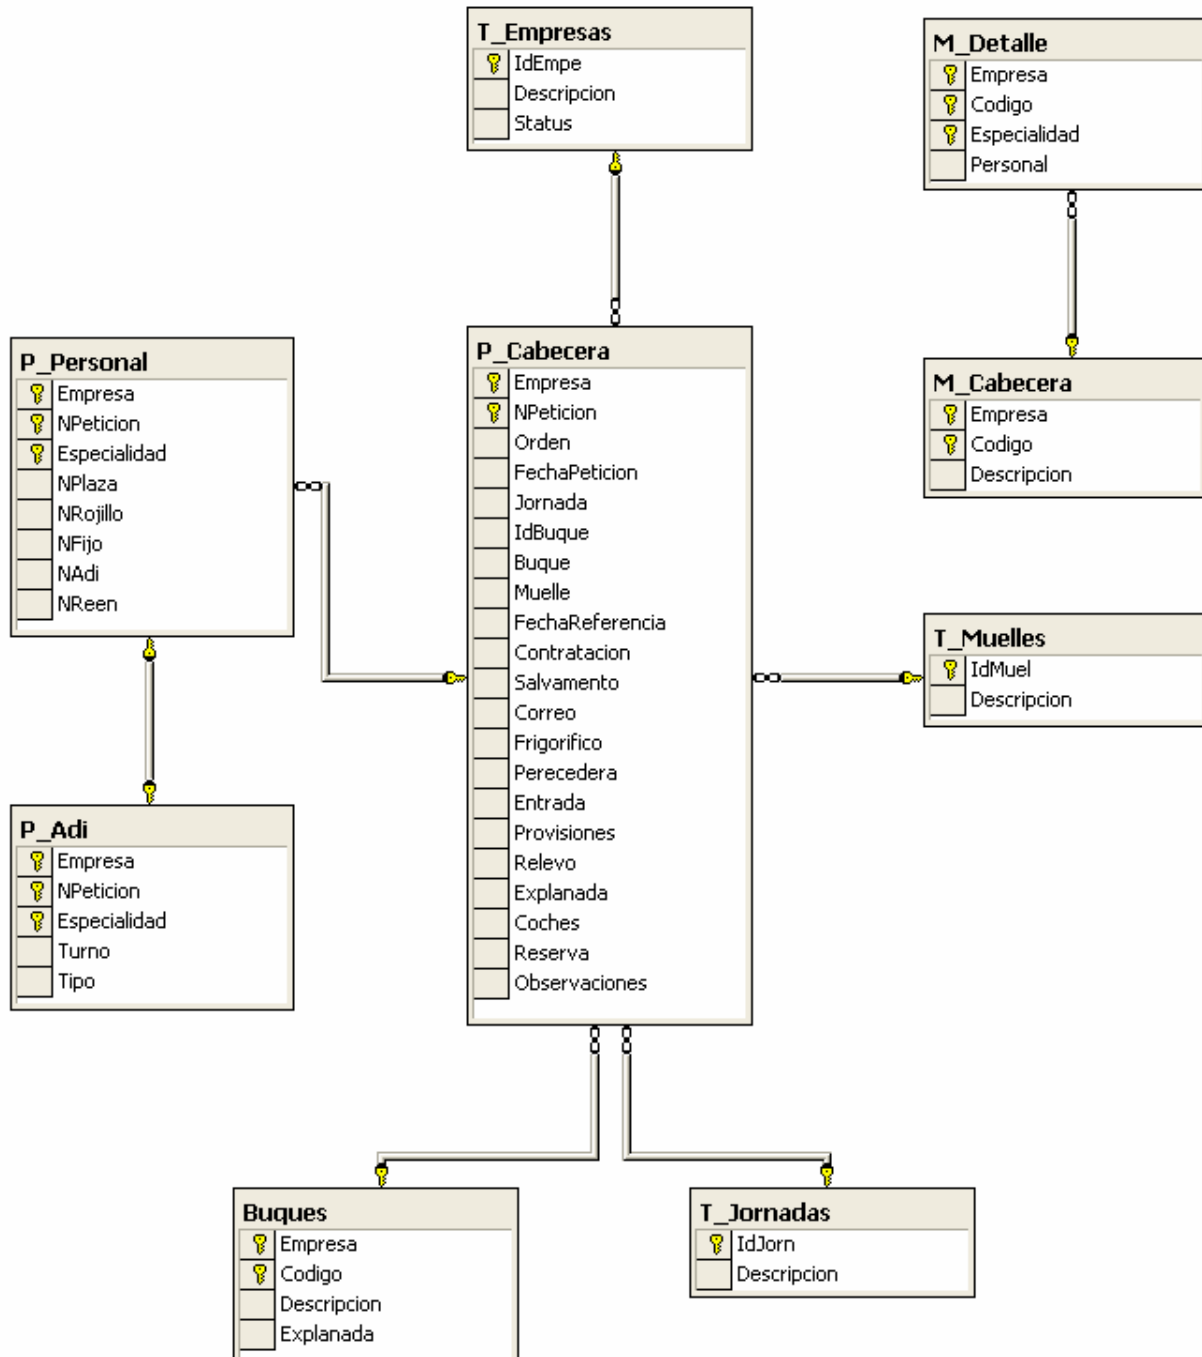 T_Empresas
IdEmpe
Descripcion
Status
M_Detalle
Empresa
Codigo
Especialidad
Personal
P_Personal
Empresa
NPeticion
Especialidad
NPlaza
NRojillo
NFijo
NAdi
NReen
P_Cabecera
Empresa
NPeticion
Orden
FechaPeticion
Jornada
IdBuque
Buque
Muelle
FechaReferencia
Contratacion
Salvamento
Correo
Frigorifico
Perecedera
Entrada
Provisiones
Relevo
Explanada
Coches
Reserva
Observaciones
M_Cabecera
Empresa
Codigo
Descripcion
T_Muelles
IdMuel
Descripcion
P_Adi
Empresa
NPeticion
Especialidad
Turno
Tipo
Buques
Empresa
Codigo
Descripcion
Explanada
T_Jornadas
IdJorn
Descripcion